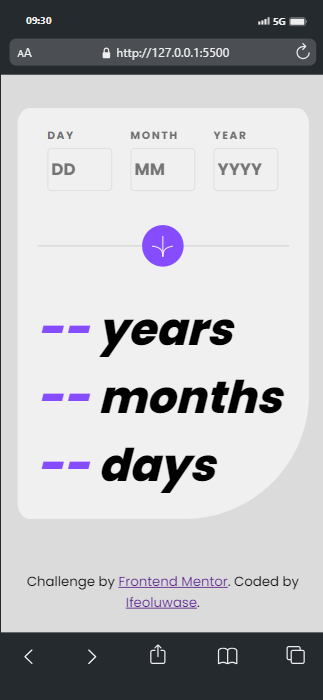 09:30 5G
AA http://127.0.0.1:5500
DAY MONTH YEAR
DD MM YYYY
-- years
-- months
-- days
Challenge by Frontend Mentor. Coded by
Ifeoluwase.